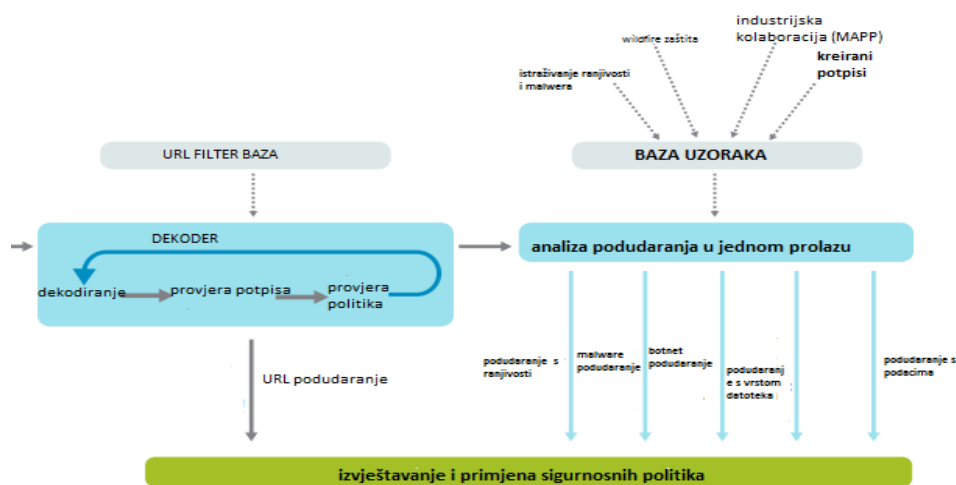 industrijska
kolaboracija (MAPP)
wildfire zaštita
kreirani
potpisi
istraživanje ranjivosti
i malwera
URL FILTER BAZA
BAZA UZORAKA
DEKODER
analiza podudaranja u jednom prolazu
dekodiranje
provjera potpisa
provjera
politika
podudaranje s
ranjivosti
malware
podudaranje
botnet
podudaranje
podudaranj
e s vrstom
datoteka
podudaranje s
podacima
URL podudaranje
izvještavanje i primjena sigurnosnih politika